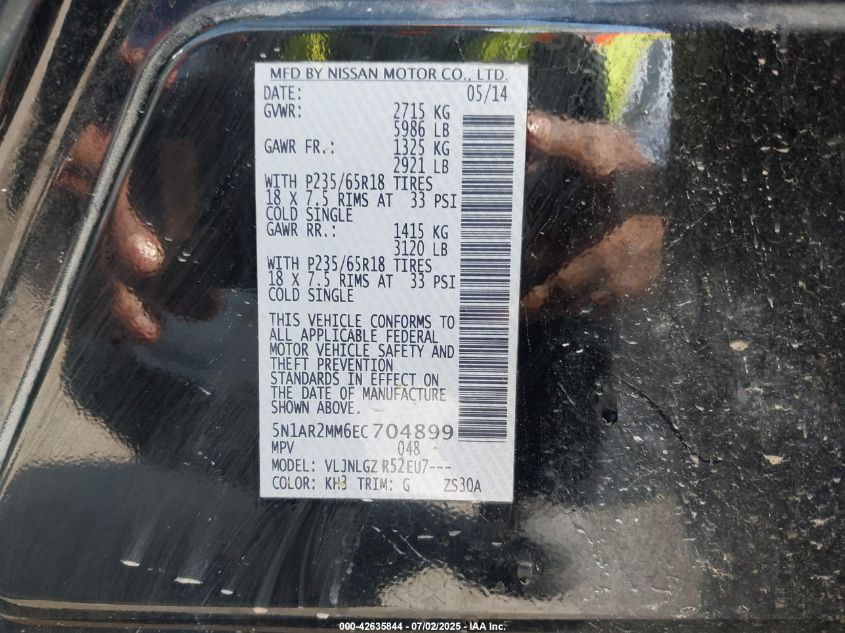 MFD BY NISSAN MOTOR CO., LTD.
DATE: 05/14
GVWR: 2715 KG
5986 LB
GAWR FR.: 1325 KG
2921 LB
WITH P235/65R18 TIRES
18 X 7.5 RIMS AT 33 PSI
COLD SINGLE
GAWR RR.: 1415 KG
3120 LB
WITH P235/65R18 TIRES
18 X 7.5 RIMS AT 33 PSI
COLD SINGLE
THIS VEHICLE CONFORMS TO
ALL APPLICABLE FEDERAL
MOTOR VEHICLE SAFETY AND
THEFT PREVENTION
STANDARDS IN EFFECT ON
THE DATE OF MANUFACTURE
SHOWN ABOVE.
5N1AR2MM6EC704899
MPV 048
MODEL: VLJNLGZ R52EU7---
COLOR: KH3 TRIM: G ZS30A
000-42635844 - 07/02/2025 - IAA Inc.